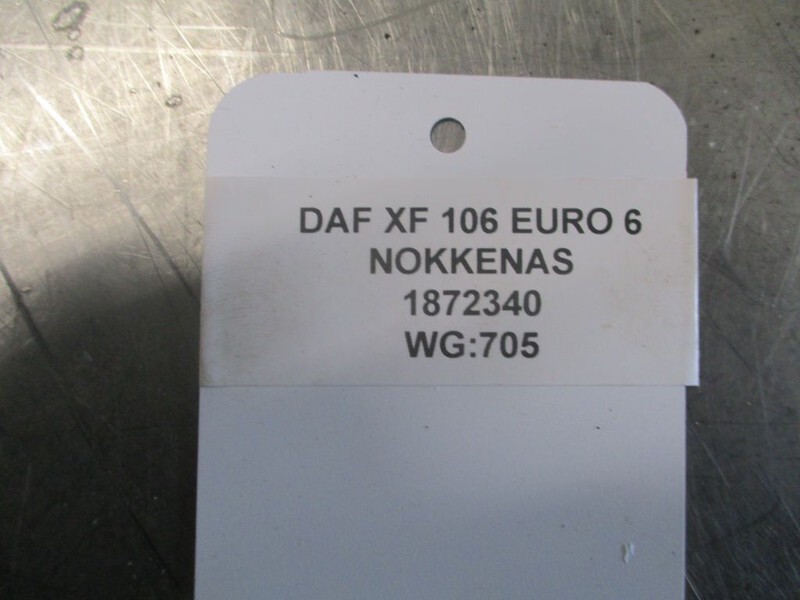 DAF XF 106 EURO 6
NOKKENAS
1872340
WG:705